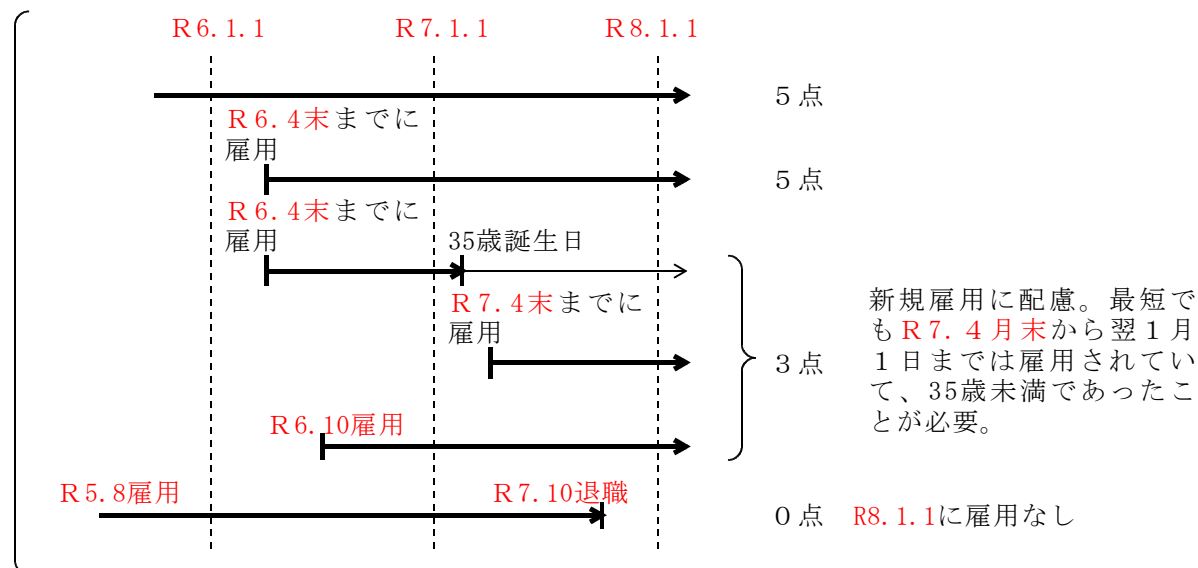 Ｒ6.1.1 Ｒ7.1.1 Ｒ8.1.1
５点
Ｒ6.4末までに
雇用
５点
Ｒ6.4末までに
雇用
35歳誕生日
Ｒ7.4末までに
雇用
３点
新規雇用に配慮。最短で
もＲ7.４月末から翌１月
１日までは雇用されてい
て、35歳未満であったこ
とが必要。
Ｒ6.10雇用
Ｒ5.8雇用 Ｒ7.10退職
０点 R8.1.1に雇用なし